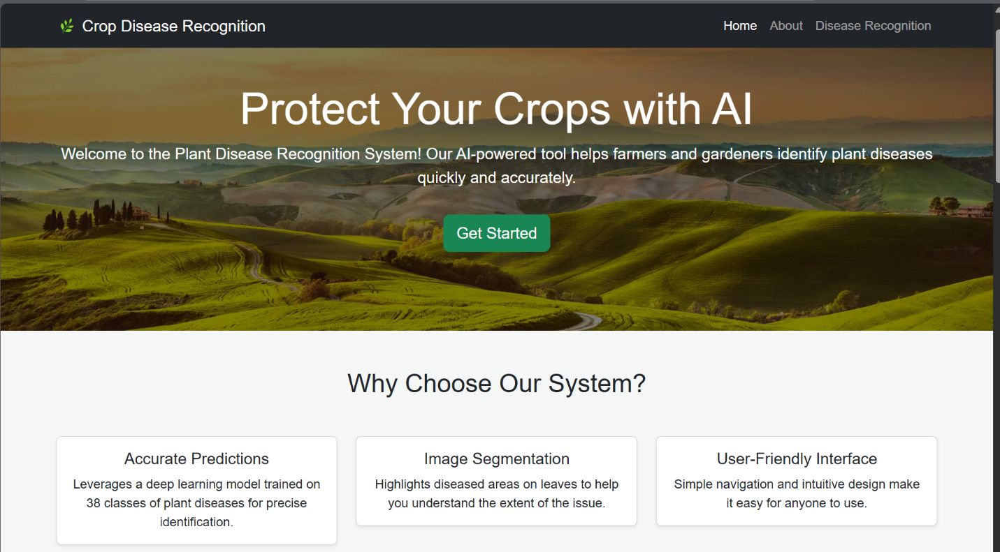 Crop Disease Recognition
Home About Disease Recognition
Protect Your Crops with AI
Welcome to the Plant Disease Recognition System! Our AI-powered tool helps farmers and gardeners identify plant diseases
quickly and accurately.
Get Started
Why Choose Our System?
Accurate Predictions
Leverages a deep learning model trained on
38 classes of plant diseases for precise
identification.
Image Segmentation
Highlights diseased areas on leaves to help
you understand the extent of the issue.
User-Friendly Interface
Simple navigation and intuitive design make
it easy for anyone to use.